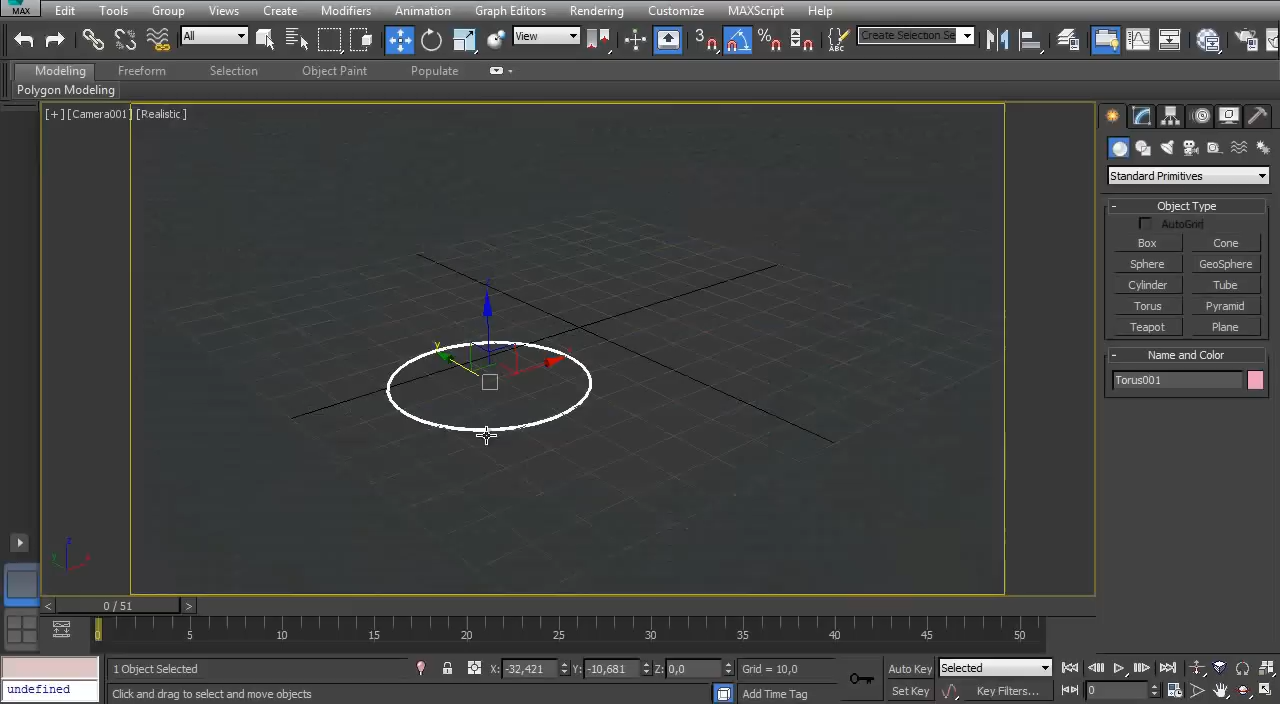 MAX
Edit Tools Group Views Create Modifiers Animation Graph Editors Rendering Customize MAXScript Help
All
View
3
%
ABC
Create Selection Se
Modeling Freeform Selection Object Paint Populate
Polygon Modeling
[+] [Camera001] [Realistic]
Standard Primitives
- Object Type
AutoGrid
Box Cone
Sphere GeoSphere
Cylinder Tube
Torus Pyramid
Teapot Plane
- Name and Color
Torus001
z
y
z
< 0 / 51 >
0 5 10 15 20 25 30 35 40 45 50
1 Object Selected X: -32,421 Y: -10,681 Z: 0,0 Grid = 10,0 Auto Key Selected
undefined Click and drag to select and move objects Add Time Tag Set Key Key Filters... 0